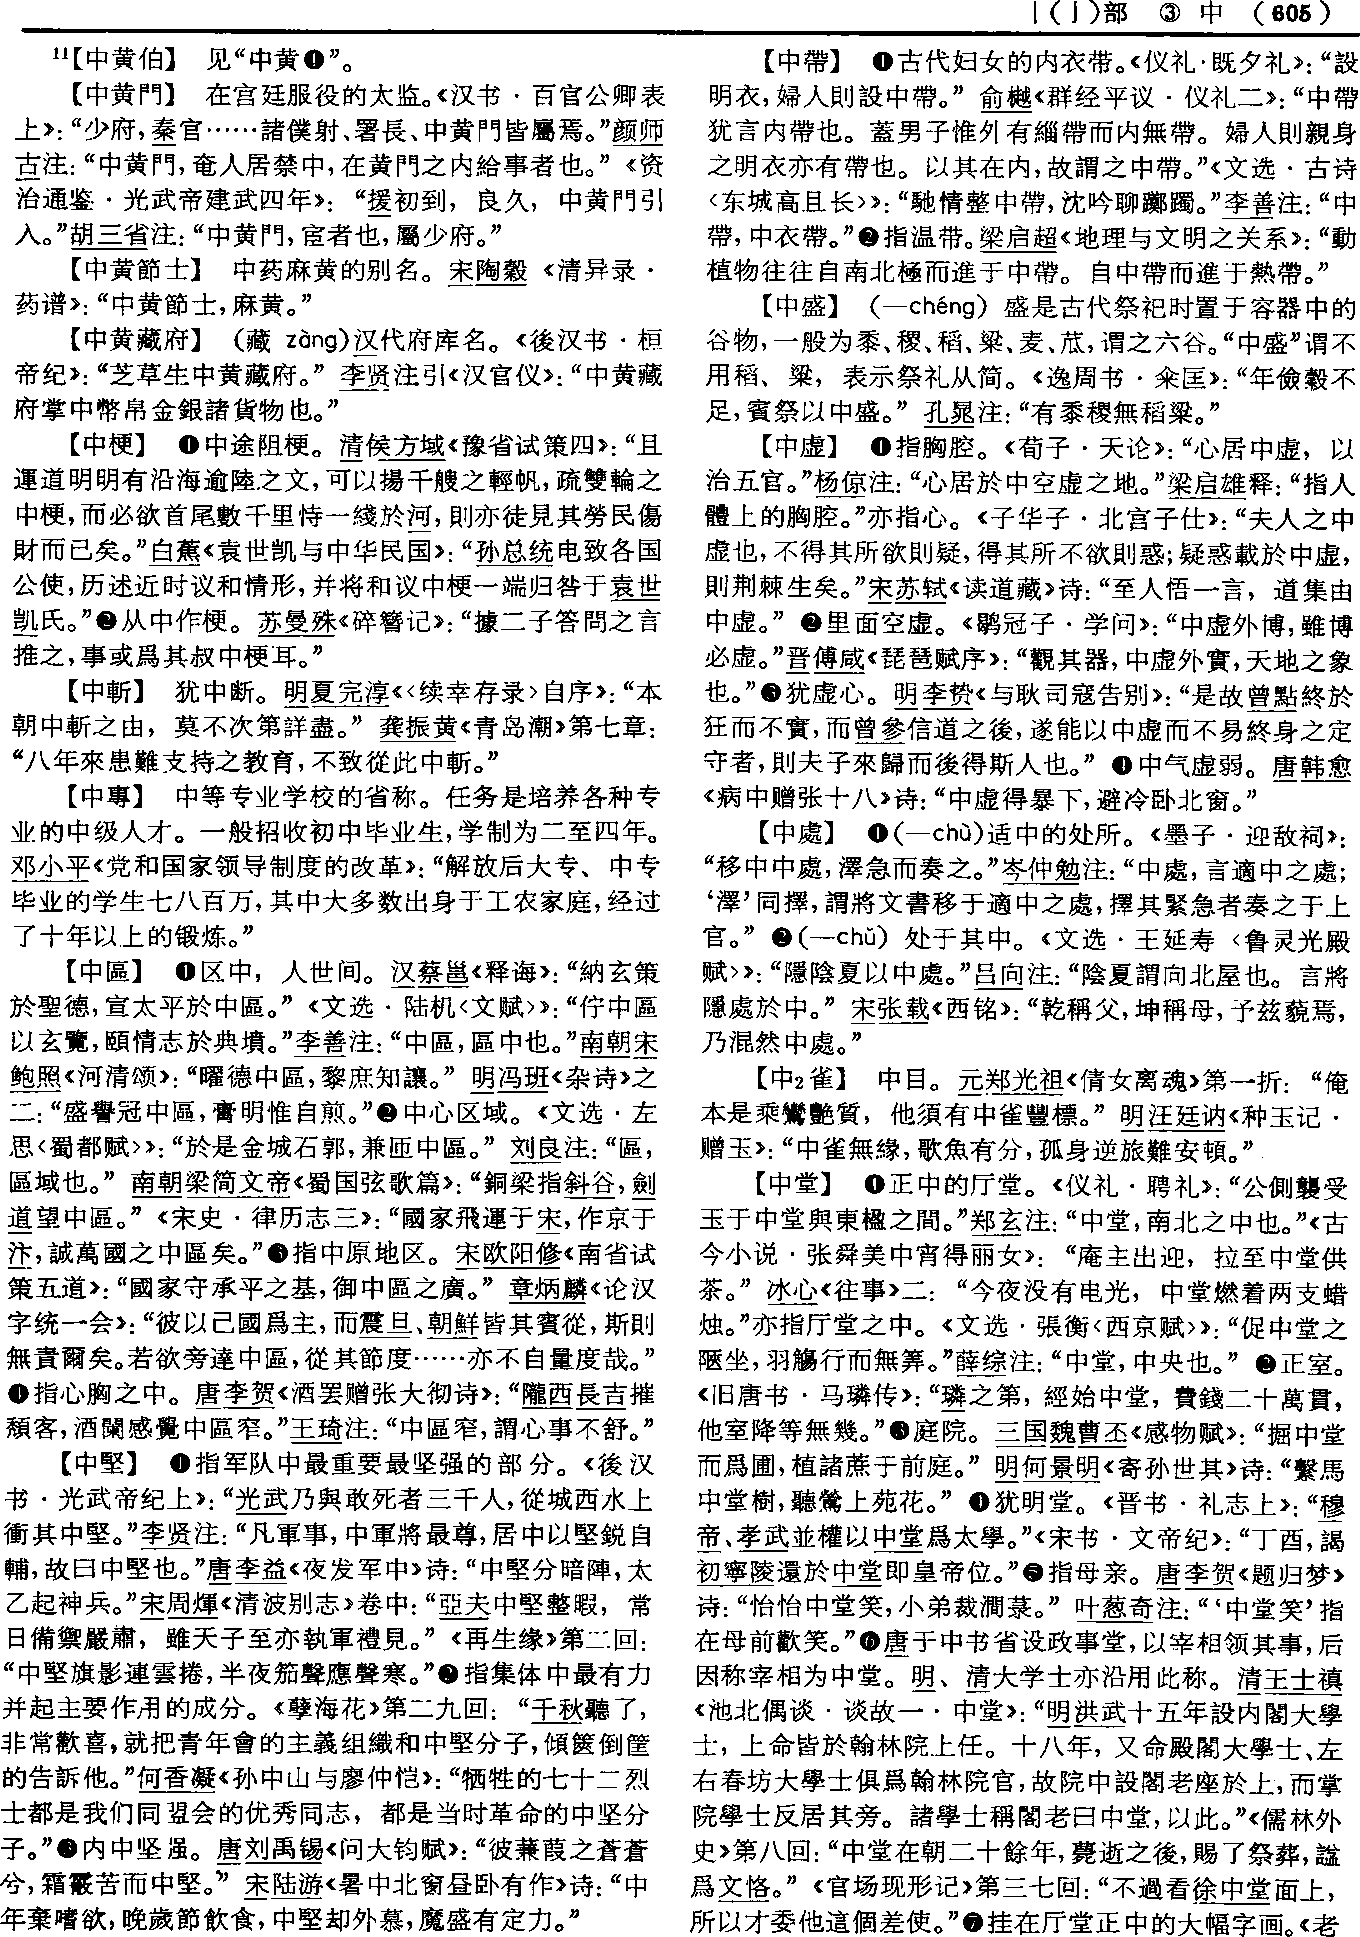 丨(亅)部 ③ 中 (605)
¹¹【中黄伯】 见“中黄❶”。
【中黄門】 在宫廷服役的太监。《汉书·百官公卿表
上》：“少府，秦官……諸僕射、署長、中黄門皆屬焉。”颜师
古注：“中黄門，奄人居禁中，在黄門之内給事者也。”《资
治通鉴·光武帝建武四年》：“援初到，良久，中黄門引
入。”胡三省注：“中黄門，宦者也，屬少府。”
【中黄節士】 中药麻黄的别名。宋陶穀《清异录·
药谱》：“中黄節士，麻黄。”
【中黄藏府】 (藏 zàng)汉代府库名。《後汉书·桓
帝纪》：“芝草生中黄藏府。”李贤注引《汉官仪》：“中黄藏
府掌中幣帛金銀諸貨物也。”
【中梗】 ❶中途阻梗。清侯方域《豫省试策四》：“且
運道明明有沿海逾陸之文，可以揚千艘之輕帆，疏雙輪之
中梗，而必欲首尾數千里恃一綫於河，則亦徒見其勞民傷
財而已矣。”白蕉《袁世凯与中华民国》：“孙总统电致各国
公使，历述近时议和情形，并将和议中梗一端归咎于袁世
凯氏。”❷从中作梗。苏曼殊《碎簪记》：“據二子答問之言
推之，事或爲其叔中梗耳。”
【中斬】 犹中断。明夏完淳《〈续幸存录〉自序》：“本
朝中斬之由，莫不次第詳盡。”龚振黄《青岛潮》第七章：
“八年來患難支持之教育，不致從此中斬。”
【中專】 中等专业学校的省称。任务是培养各种专
业的中级人才。一般招收初中毕业生，学制为二至四年。
邓小平《党和国家领导制度的改革》：“解放后大专、中专
毕业的学生七八百万，其中大多数出身于工农家庭，经过
了十年以上的锻炼。”
【中區】 ❶区中，人世间。汉蔡邕《释诲》：“納玄策
於聖德，宣太平於中區。”《文选·陆机〈文赋〉》：“佇中區
以玄覽，頤情志於典墳。”李善注：“中區，區中也。”南朝宋
鲍照《河清颂》：“曜德中區，黎庶知讓。”明冯班《杂诗》之
二：“盛譽冠中區，膏明惟自煎。”❷中心区域。《文选·左
思〈蜀都赋〉》：“於是金城石郭，兼匝中區。”刘良注：“區，
區域也。”南朝梁简文帝《蜀国弦歌篇》：“銅梁指斜谷，劍
道望中區。”《宋史·律历志三》：“國家飛運于宋，作京于
汴，誠萬國之中區矣。”❸指中原地区。宋欧阳修《南省试
策五道》：“國家守承平之基，御中區之廣。”章炳麟《论汉
字统一会》：“彼以己國爲主，而震旦、朝鮮皆其賓從，斯則
無責爾矣。若欲旁達中區，從其節度……亦不自量度哉。”
❹指心胸之中。唐李贺《酒罢赠张大彻诗》：“隴西長吉摧
頹客，酒闌感覺中區窄。”王琦注：“中區窄，謂心事不舒。”
【中堅】 ❶指军队中最重要最坚强的部分。《後汉
书·光武帝纪上》：“光武乃與敢死者三千人，從城西水上
衝其中堅。”李贤注：“凡軍事，中軍將最尊，居中以堅鋭自
輔，故曰中堅也。”唐李益《夜发军中》诗：“中堅分暗陣，太
乙起神兵。”宋周煇《清波别志》卷中：“亞夫中堅整暇，常
日備禦嚴肅，雖天子至亦執軍禮見。”《再生缘》第二回：
“中堅旗影連雲捲，半夜笳聲應聲寒。”❷指集体中最有力
并起主要作用的成分。《孽海花》第二九回：“千秋聽了，
非常歡喜，就把青年會的主義组織和中堅分子，傾篋倒筐
的告訴他。”何香凝《孙中山与廖仲恺》：“牺牲的七十二烈
士都是我们同盟会的优秀同志，都是当时革命的中坚分
子。”❸内中坚强。唐刘禹锡《问大钧赋》：“彼蒹葭之蒼蒼
兮，霜霰苦而中堅。”宋陆游《暑中北窗昼卧有作》诗：“中
年棄嗜欲，晚歲節飲食，中堅却外慕，魔盛有定力。”
【中帶】 ❶古代妇女的内衣带。《仪礼·既夕礼》：“設
明衣，婦人則設中帶。”俞樾《群经平议·仪礼二》：“中帶
犹言内帶也。蓋男子惟外有緇帶而内無帶。婦人則親身
之明衣亦有帶也。以其在内，故謂之中帶。”《文选·古诗
〈东城高且长〉》：“馳情整中帶，沈吟聊躑躅。”李善注：“中
帶，中衣帶。”❷指温带。梁启超《地理与文明之关系》：“動
植物往往自南北極而進于中帶。自中帶而進于熱帶。”
【中盛】 (—chéng) 盛是古代祭祀时置于容器中的
谷物，一般为黍、稷、稻、粱、麦、苽，谓之六谷。“中盛”谓不
用稻、粱，表示祭礼从简。《逸周书·籴匡》：“年儉穀不
足，賓祭以中盛。”孔晁注：“有黍稷無稻粱。”
【中虚】 ❶指胸腔。《荀子·天论》：“心居中虚，以
治五官。”杨倞注：“心居於中空虚之地。”梁启雄释：“指人
體上的胸腔。”亦指心。《子华子·北宫子仕》：“夫人之中
虚也，不得其所欲則疑，得其所不欲則惑；疑惑載於中虚，
則荆棘生矣。”宋苏轼《读道藏》诗：“至人悟一言，道集由
中虚。”❷里面空虚。《鹖冠子·学问》：“中虚外博，雖博
必虚。”晋傅咸《琵琶赋序》：“觀其器，中虚外實，天地之象
也。”❸犹虚心。明李贽《与耿司寇告别》：“是故曾點終於
狂而不實，而曾參信道之後，遂能以中虚而不易終身之定
守者，則夫子來歸而後得斯人也。”❹中气虚弱。唐韩愈
《病中赠张十八》诗：“中虚得暴下，避冷卧北窗。”
【中處】 ❶(—chù)适中的处所。《墨子·迎敌祠》：
“移中中處，澤急而奏之。”岑仲勉注：“中處，言適中之處；
‘澤’同擇，謂將文書移于適中之處，擇其緊急者奏之于上
官。”❷(—chǔ) 处于其中。《文选·王延寿〈鲁灵光殿
赋〉》：“隱陰夏以中處。”吕向注：“陰夏謂向北屋也。言將
隱處於中。”宋张载《西铭》：“乾稱父，坤稱母，予兹藐焉，
乃混然中處。”
【中₂雀】 中目。元郑光祖《倩女离魂》第一折：“俺
本是乘鸞艷質，他須有中雀豐標。”明汪廷讷《种玉记·
赠玉》：“中雀無緣，歌魚有分，孤身逆旅難安頓。”
【中堂】 ❶正中的厅堂。《仪礼·聘礼》：“公側襲受
玉于中堂與東楹之間。”郑玄注：“中堂，南北之中也。”《古
今小说·张舜美元宵得丽女》：“庵主出迎，拉至中堂供
茶。”冰心《往事》二：“今夜没有电光，中堂燃着两支蜡
烛。”亦指厅堂之中。《文选·張衡〈西京赋〉》：“促中堂之
陿坐，羽觴行而無筭。”薛综注：“中堂，中央也。”❷正室。
《旧唐书·马璘传》：“璘之第，經始中堂，費錢二十萬貫，
他室降等無幾。”❸庭院。三国魏曹丕《感物赋》：“掘中堂
而爲圃，植諸蔗于前庭。”明何景明《寄孙世其》诗：“繫馬
中堂樹，聽鶯上苑花。”❹犹明堂。《晋书·礼志上》：“穆
帝、孝武並權以中堂爲太學。”《宋书·文帝纪》：“丁酉，謁
初寧陵還於中堂即皇帝位。”❺指母亲。唐李贺《题归梦》
诗：“怡怡中堂笑，小弟裁澗菉。”叶葱奇注：“‘中堂笑’指
在母前歡笑。”❻唐于中书省设政事堂，以宰相领其事，后
因称宰相为中堂。明、清大学士亦沿用此称。清王士禛
《池北偶谈·谈故一·中堂》：“明洪武十五年設内閣大學
士，上命皆於翰林院上任。十八年，又命殿閣大學士、左
右春坊大學士俱爲翰林院官，故院中設閣老座於上，而掌
院學士反居其旁。諸學士稱閣老曰中堂，以此。”《儒林外
史》第八回：“中堂在朝二十餘年，薨逝之後，賜了祭葬，謚
爲文恪。”《官场现形记》第三七回：“不過看徐中堂面上，
所以才委他這個差使。”❼挂在厅堂正中的大幅字画。《老